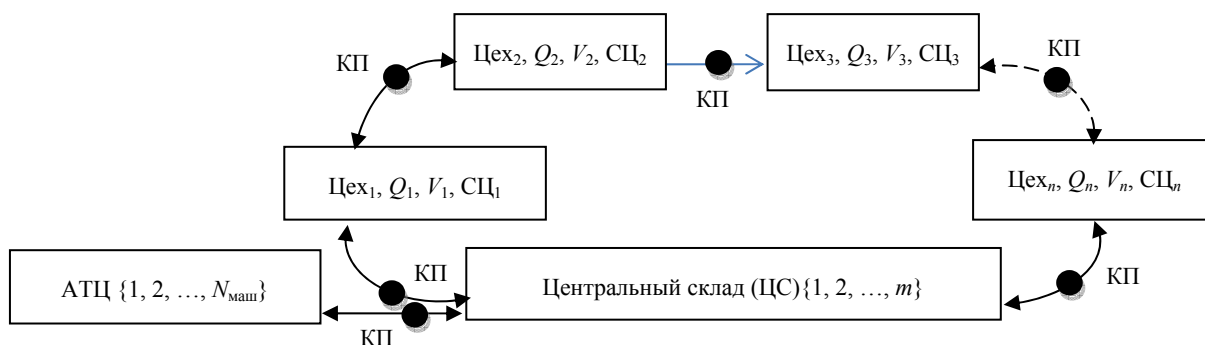 Цех₂, Q₂, V₂, СЦ₂
Цех₃, Q₃, V₃, СЦ₃
КП
КП
КП
Цех₁, Q₁, V₁, СЦ₁
Цехₙ, Qₙ, Vₙ, СЦₙ
КП
КП
АТЦ {1, 2, …, Nмаш}
Центральный склад (ЦС){1, 2, …, m}
КП